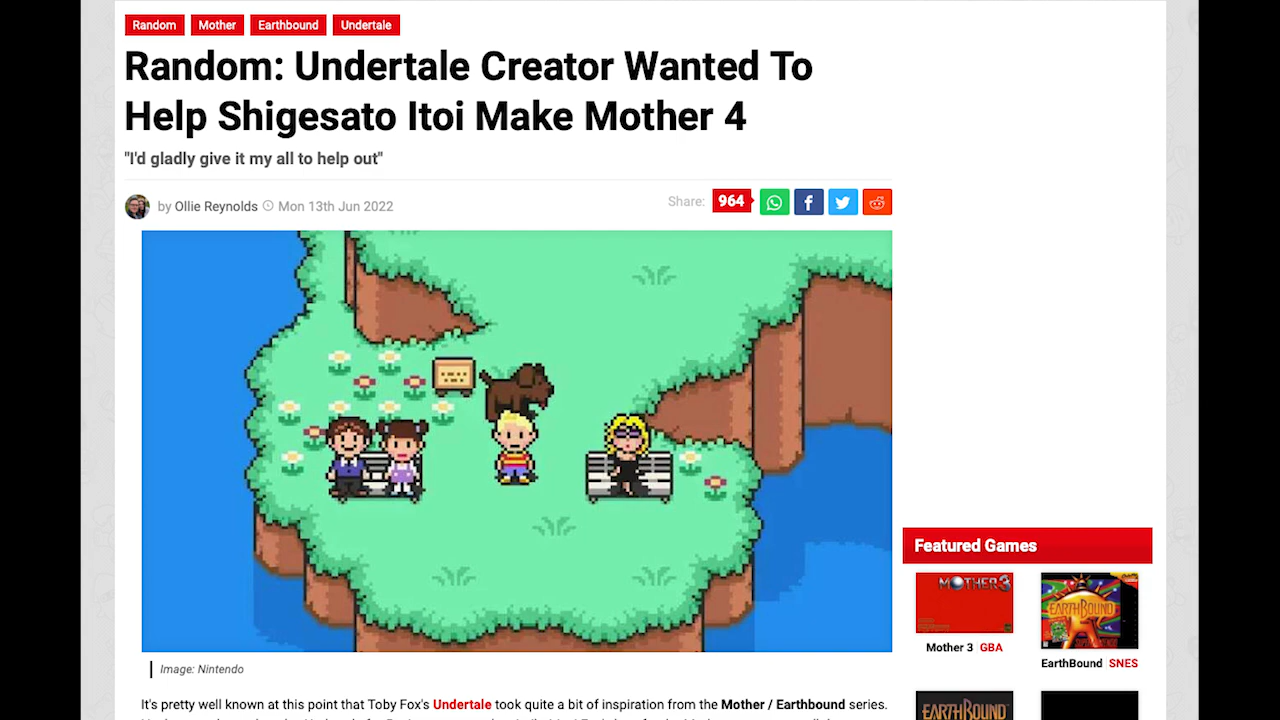 Random Mother Earthbound Undertale
Random: Undertale Creator Wanted To
Help Shigesato Itoi Make Mother 4
"I'd gladly give it my all to help out"
by Ollie Reynolds Mon 13th Jun 2022
Share: 964
Image: Nintendo
It's pretty well known at this point that Toby Fox's Undertale took quite a bit of inspiration from the Mother / Earthbound series.
Featured Games
MOTHER 3
EARTHBOUND
Mother 3 GBA
EarthBound SNES
EARTHBOUND